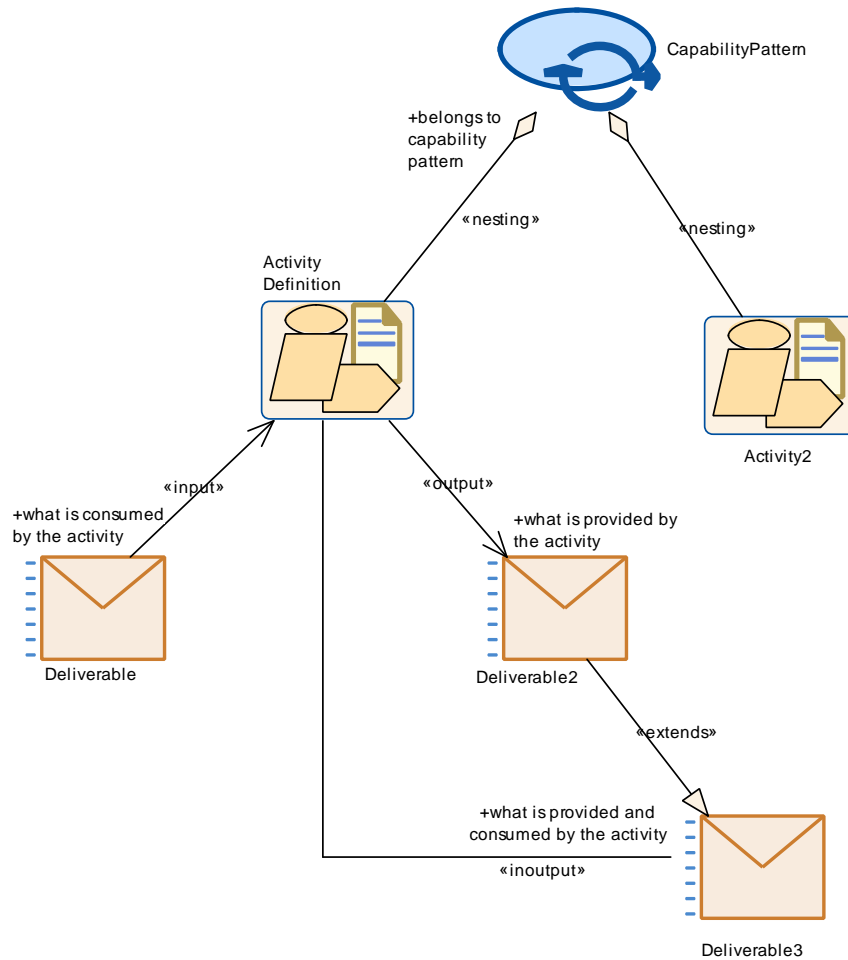 CapabilityPattern
+belongs to
capability
pattern
«nesting»
«nesting»
Activity
Definition
Activity2
«input»
«output»
+what is consumed
by the activity
+what is provided by
the activity
Deliverable
Deliverable2
«extends»
+what is provided and
consumed by the activity
«inoutput»
Deliverable3